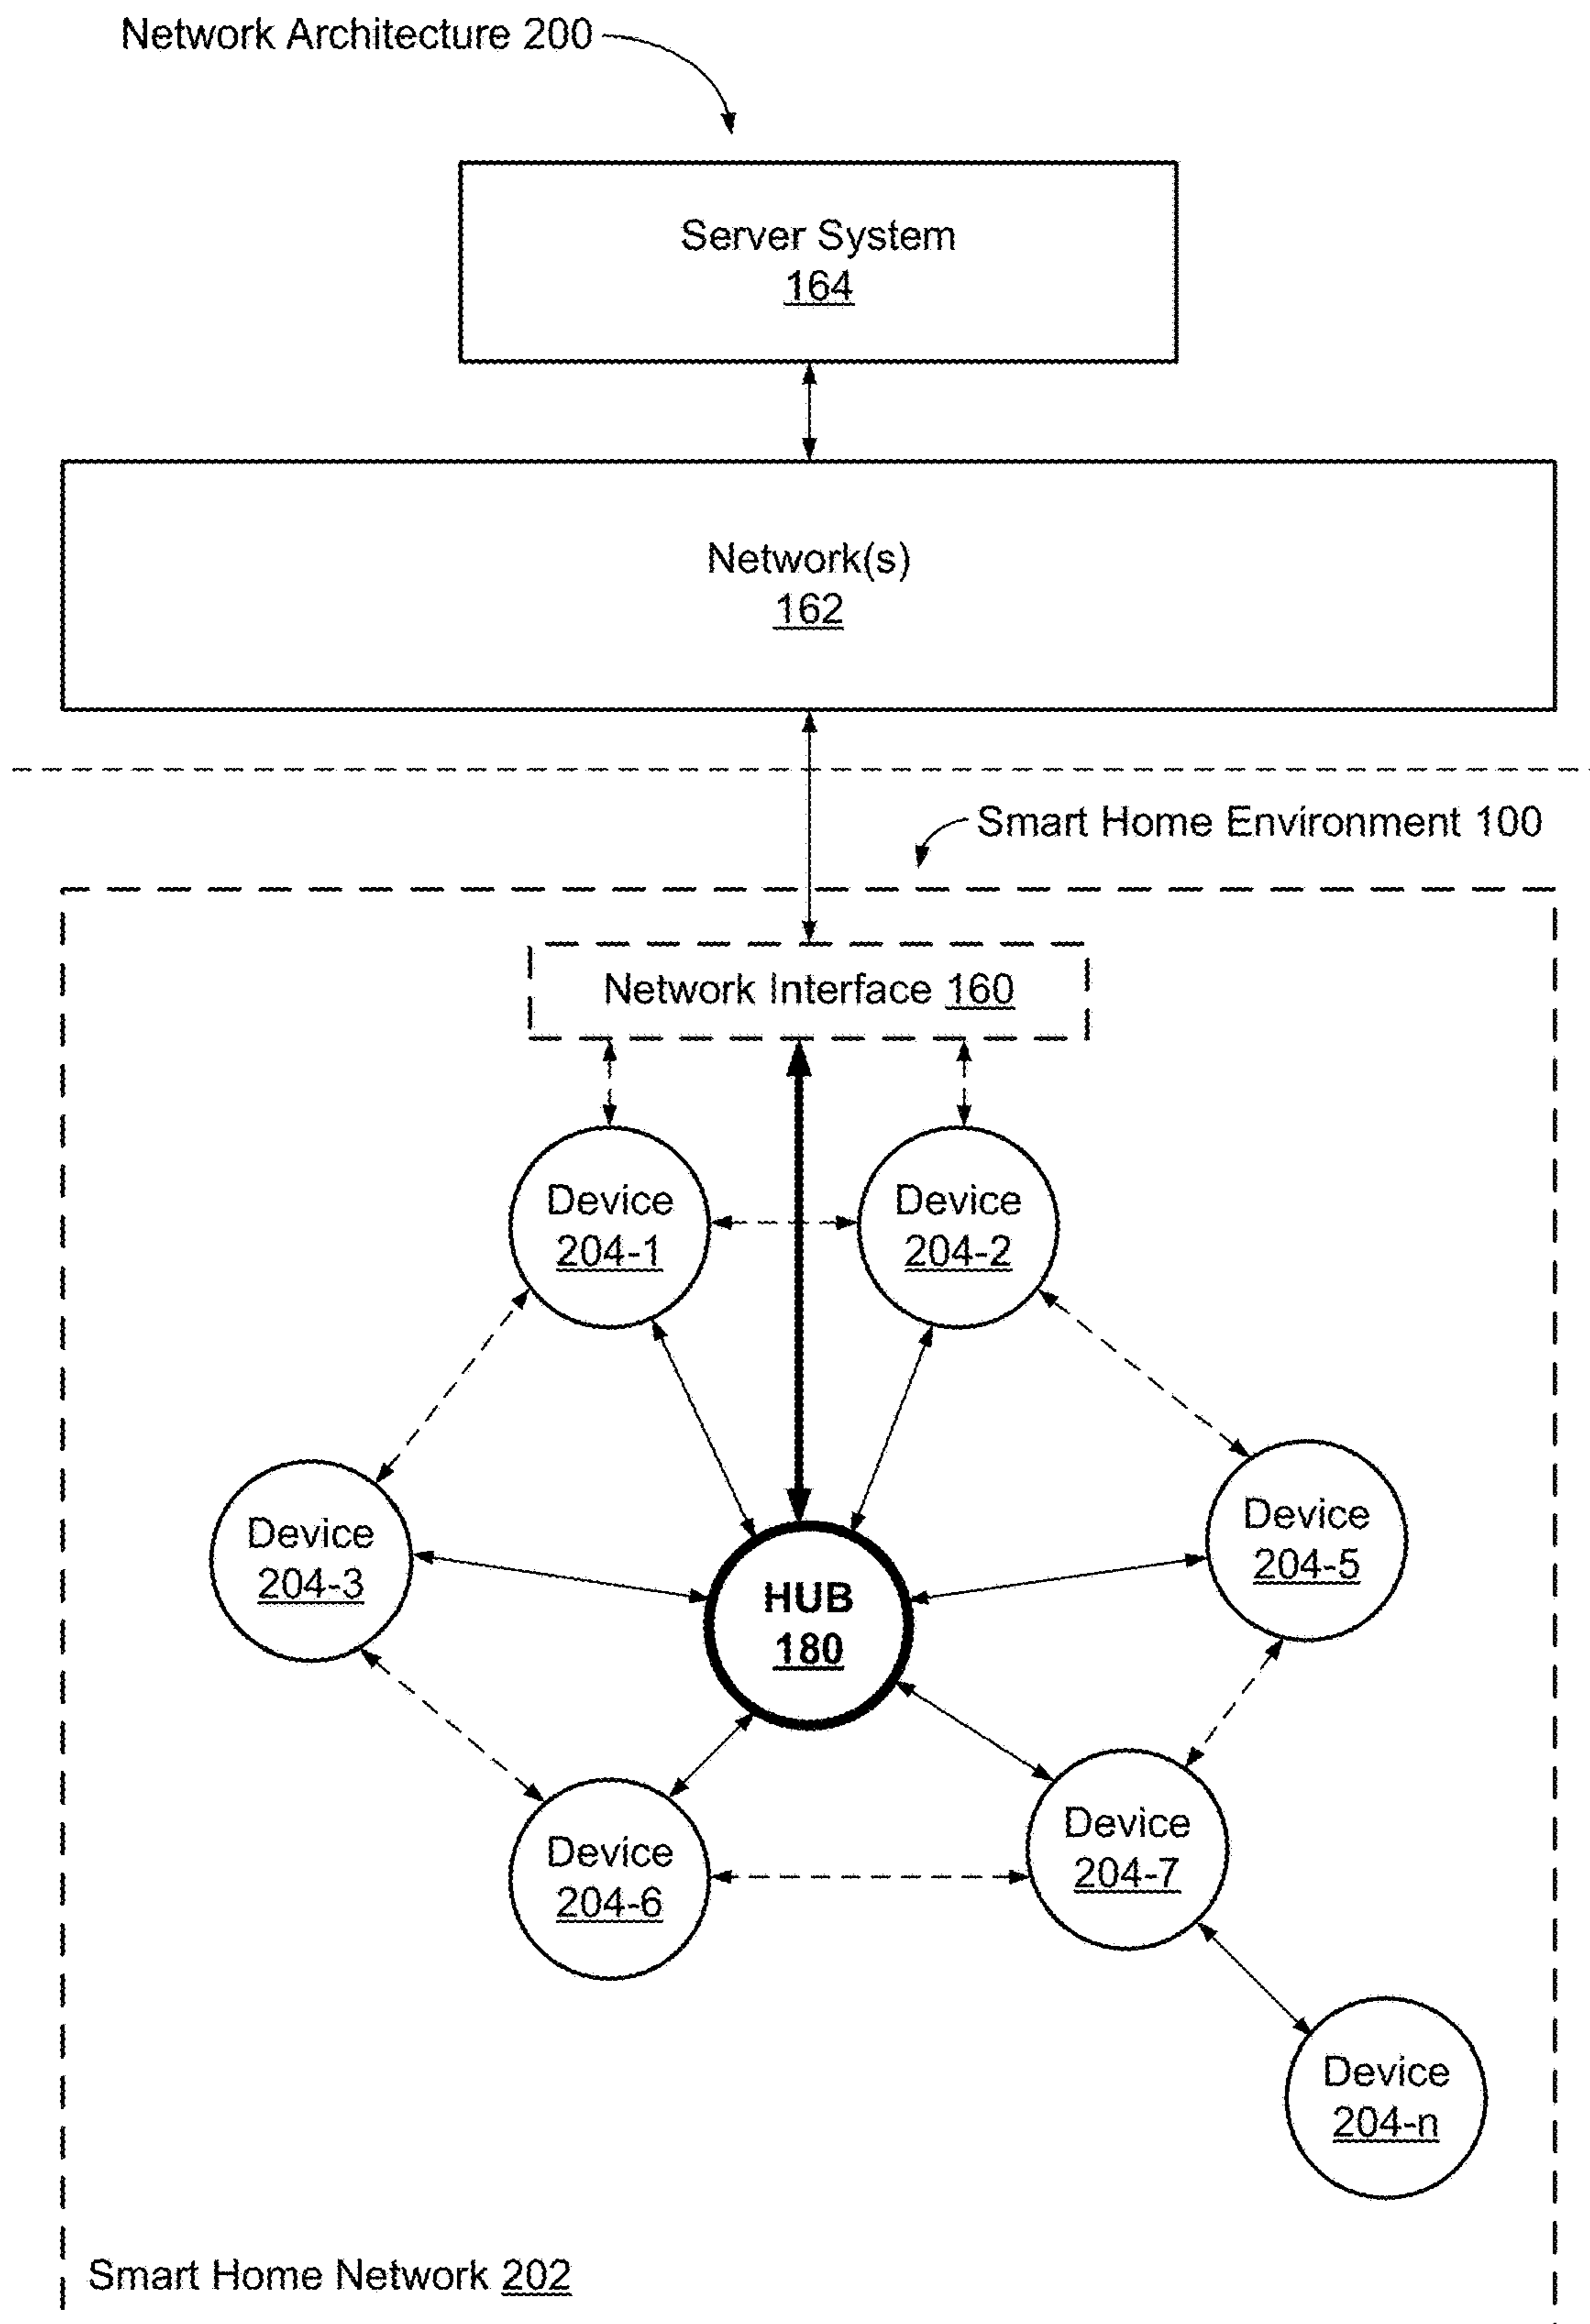 Network Architecture 200
Server System
164
Network(s)
162
Smart Home Environment 100
Network Interface 160
Device
204-1
Device
204-2
Device
204-3
Device
204-5
HUB
180
Device
204-6
Device
204-7
Device
204-n
Smart Home Network 202